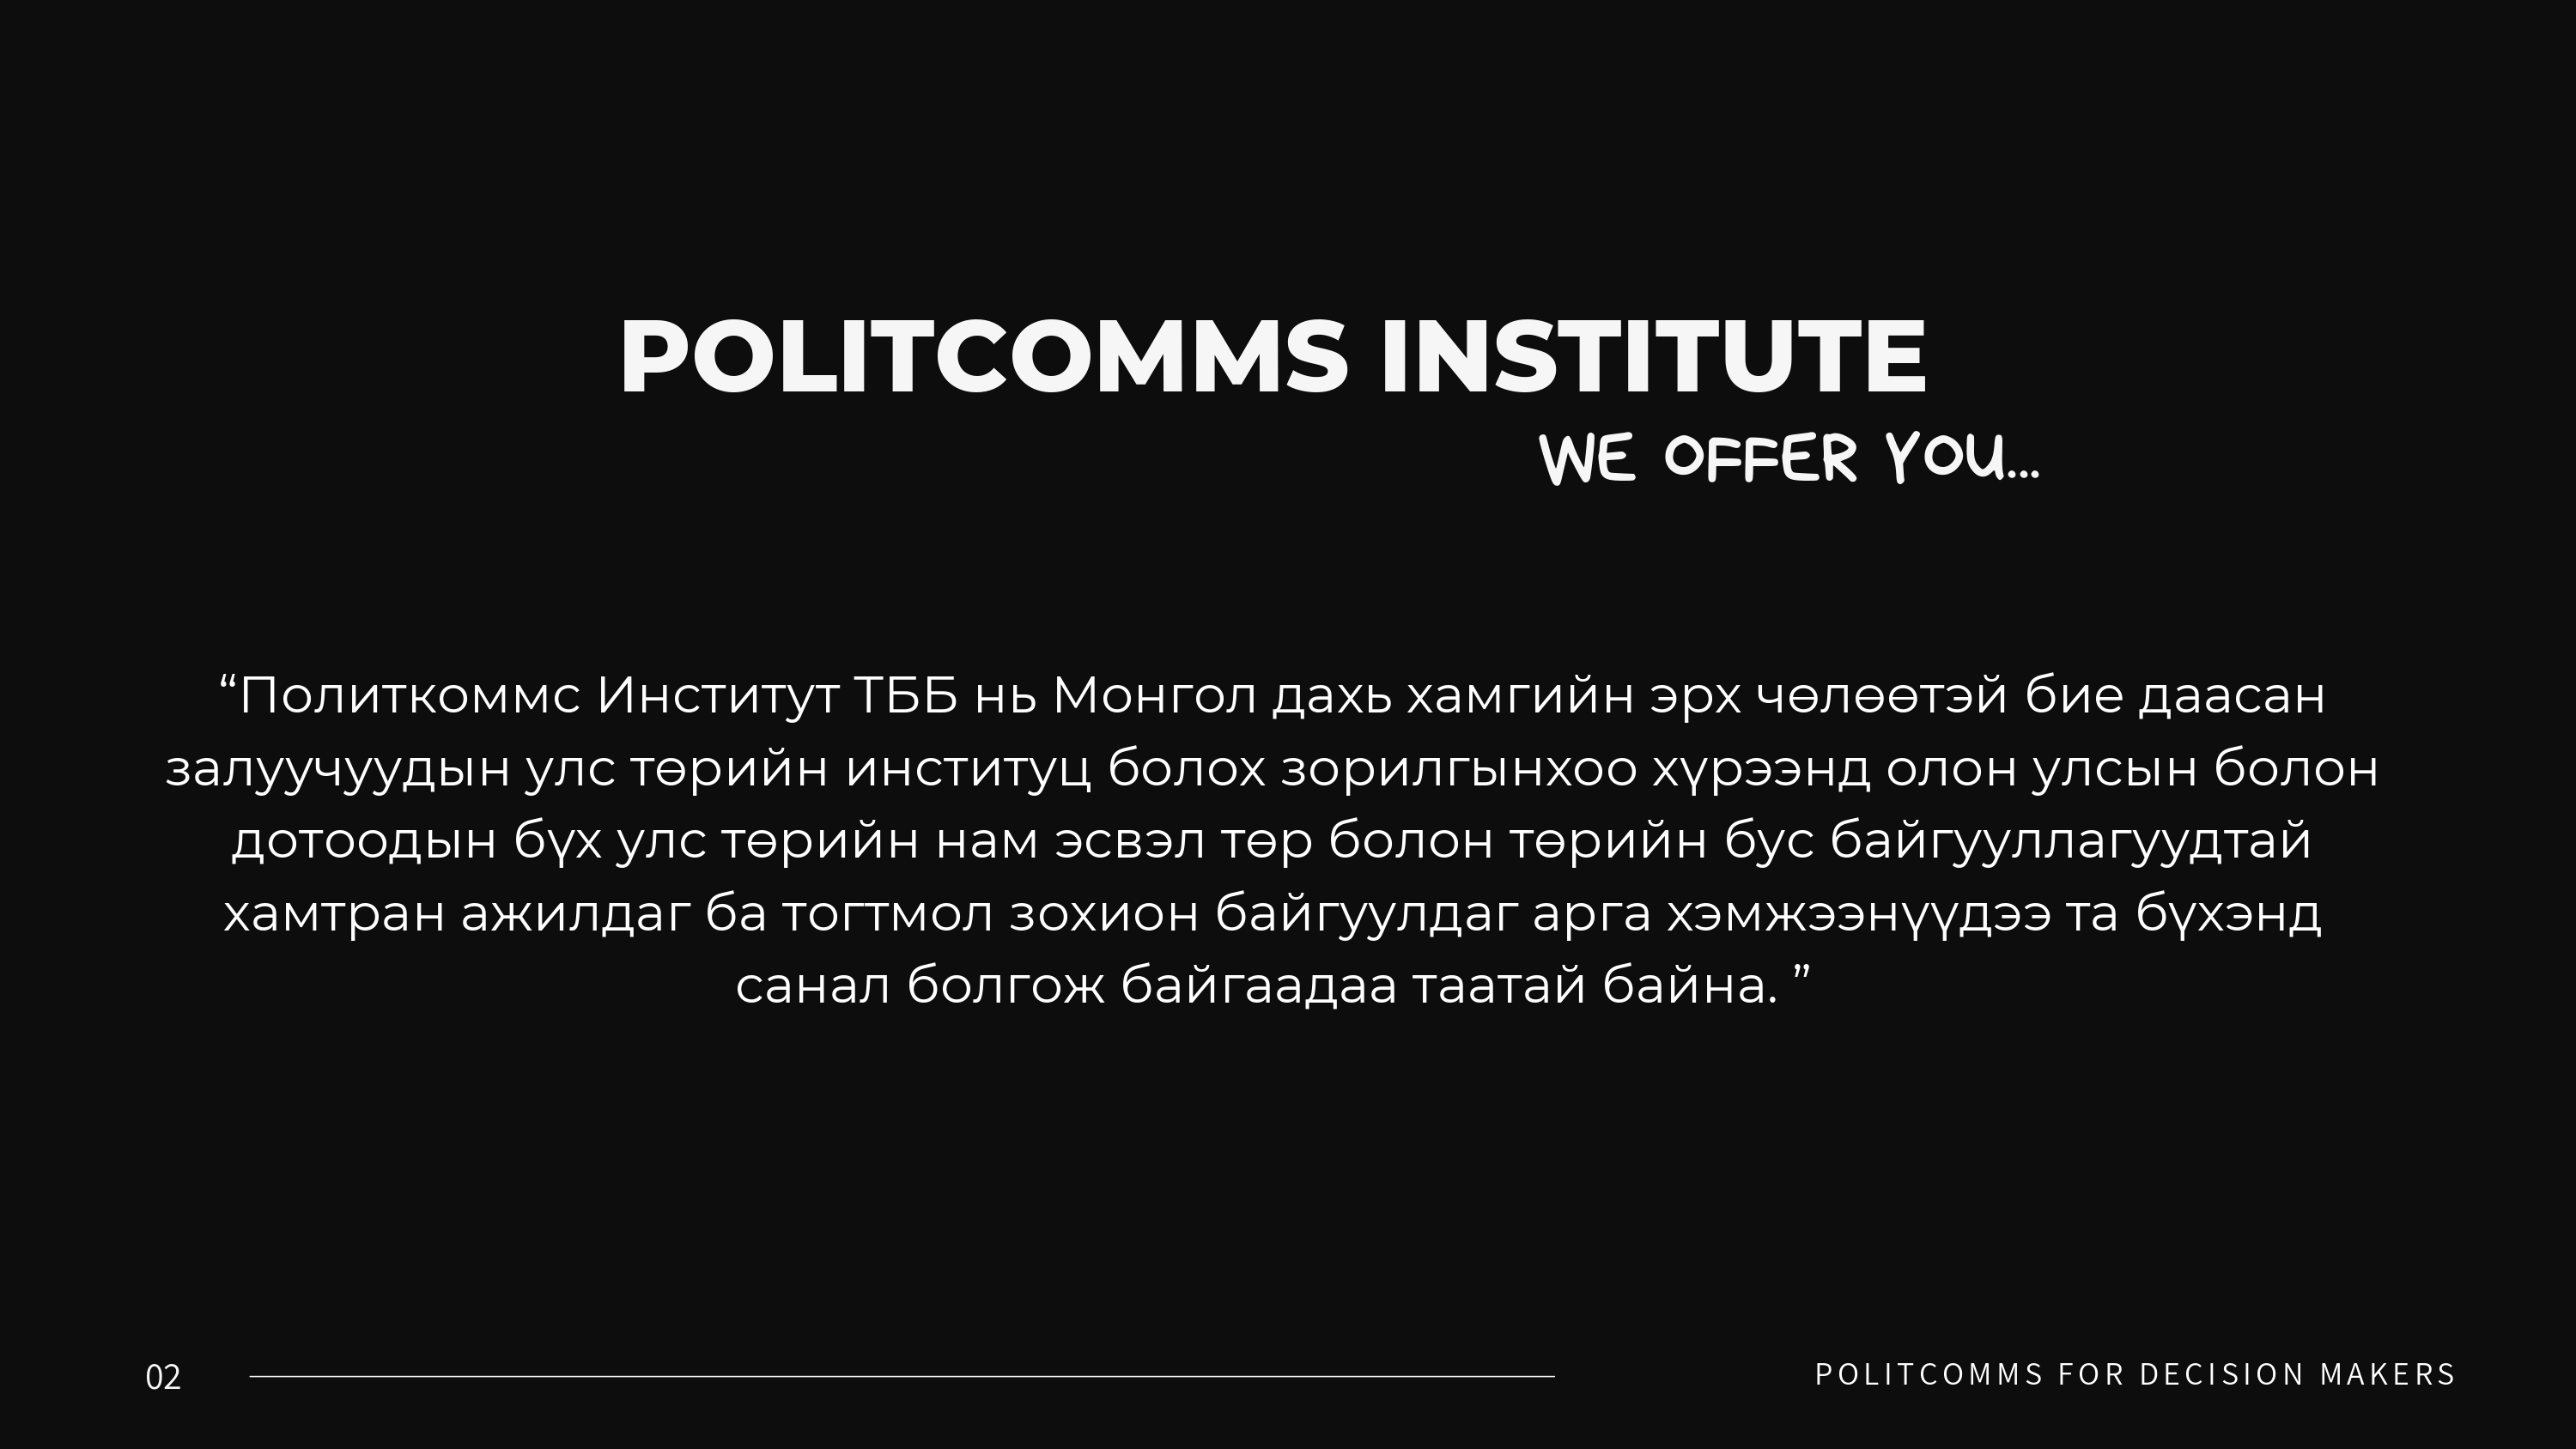 POLITCOMMS INSTITUTE
WE OFFER YOU...
“Политкоммс Институт ТББ нь Монгол дахь хамгийн эрх чөлөөтэй бие даасан
залуучуудын улс төрийн институц болох зорилгынхоо хүрээнд олон улсын болон
дотоодын бүх улс төрийн нам эсвэл төр болон төрийн бус байгууллагуудтай
хамтран ажилдаг ба тогтмол зохион байгуулдаг арга хэмжээнүүдээ та бүхэнд
санал болгож байгаадаа таатай байна. ”
02
POLITCOMMS FOR DECISION MAKERS